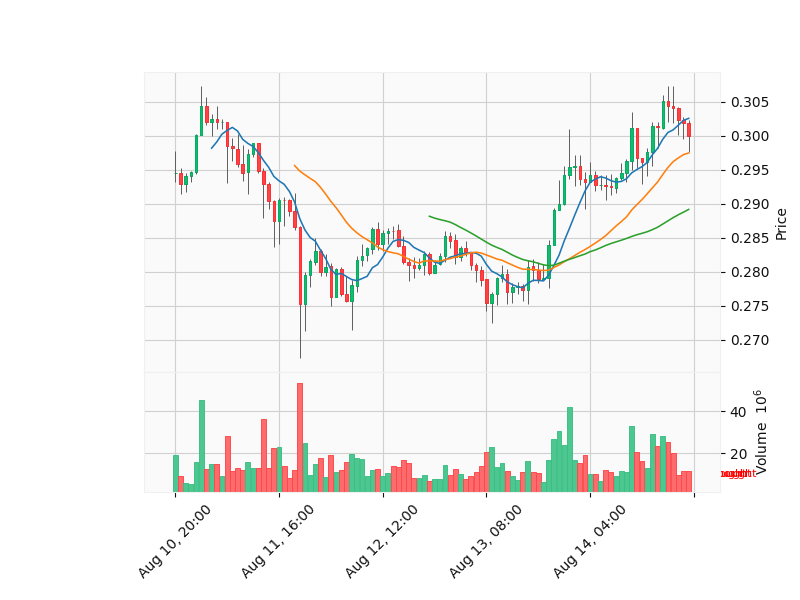 0.305
0.300
0.295
0.290
0.285
0.280
0.275
0.270
Price
40
20
Volume 10^6
Aug 10, 20:00
Aug 11, 16:00
Aug 12, 12:00
Aug 13, 08:00
Aug 14, 04:00